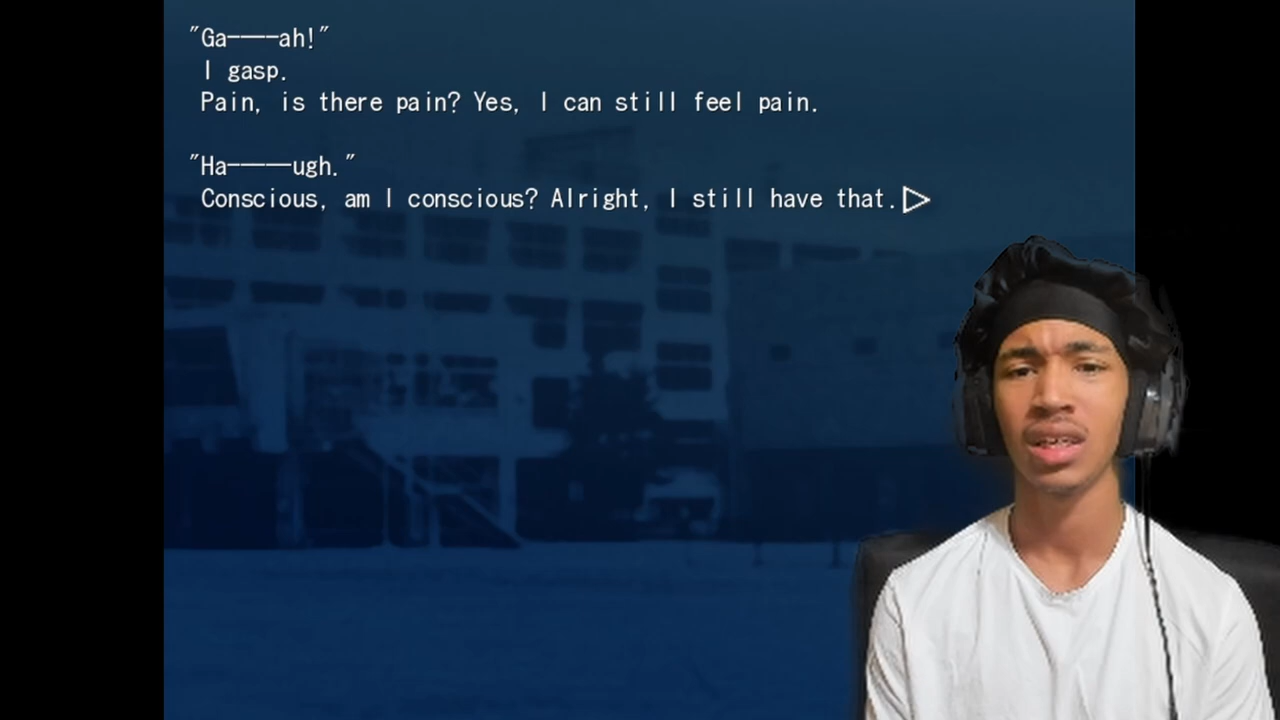 "Ga───ah!"
I gasp.
Pain, is there pain? Yes, I can still feel pain.
"Ha───ugh."
Conscious, am I conscious? Alright, I still have that.